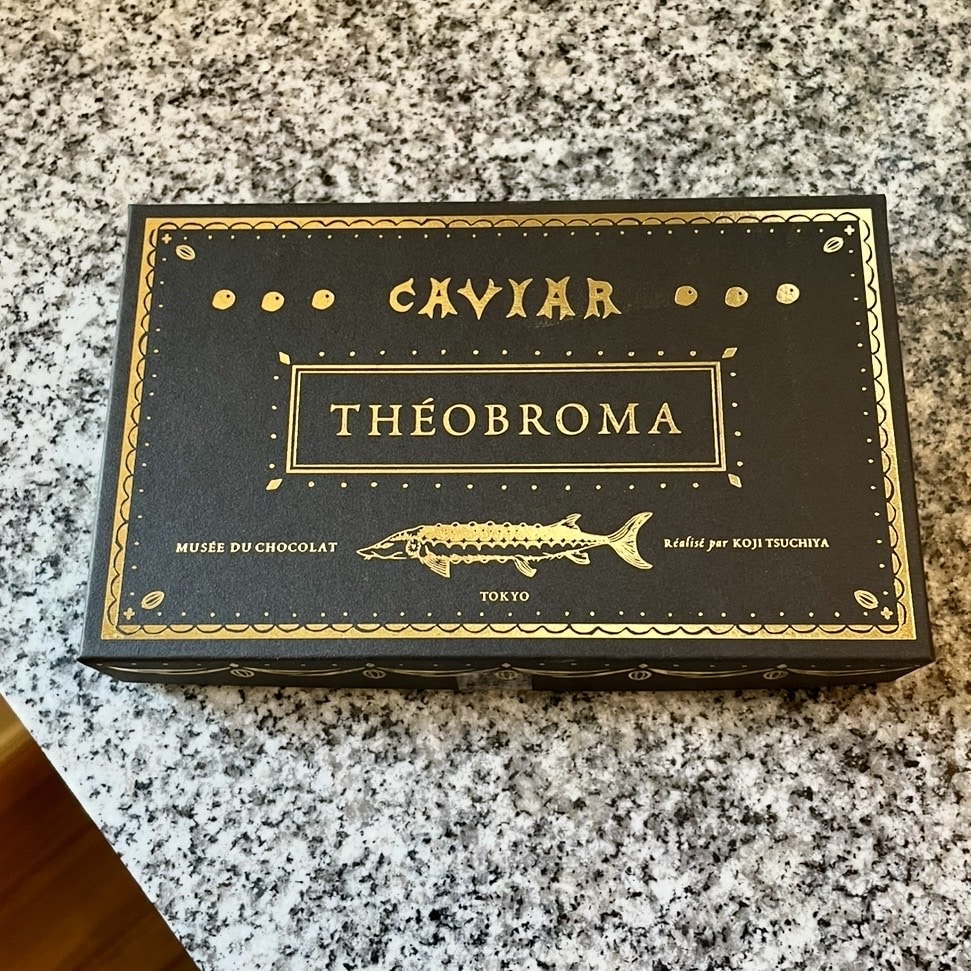 CAVIAR
THÉOBROMA
MUSÉE DU CHOCOLAT
Réalisé par KOJI TSUCHIYA
TOKYO